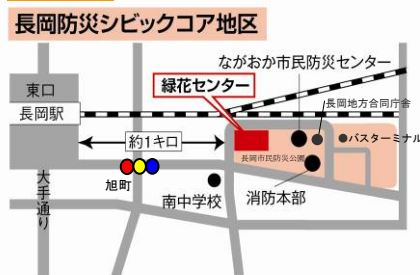 長岡防災シビックコア地区
ながおか市民防災センター
緑花センター
東口
長岡駅
長岡地方合同庁舎
バスターミナル
約1キロ
長岡市民防災公園
旭町
大手通り
南中学校
消防本部